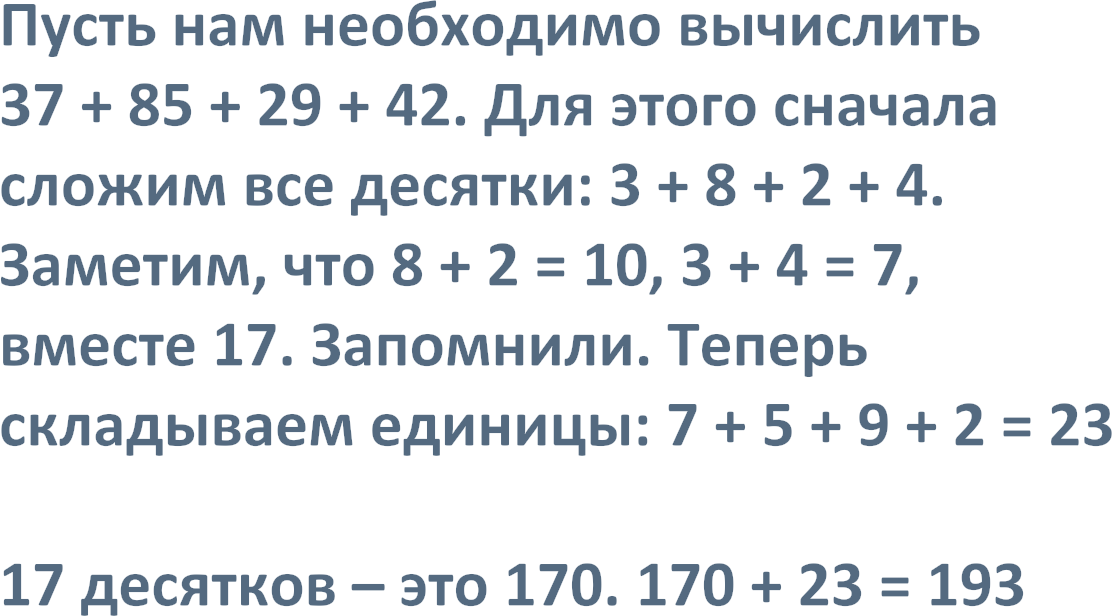 Пусть нам необходимо вычислить
37 + 85 + 29 + 42. Для этого сначала
сложим все десятки: 3 + 8 + 2 + 4.
Заметим, что 8 + 2 = 10, 3 + 4 = 7,
вместе 17. Запомнили. Теперь
складываем единицы: 7 + 5 + 9 + 2 = 23
17 десятков – это 170. 170 + 23 = 193